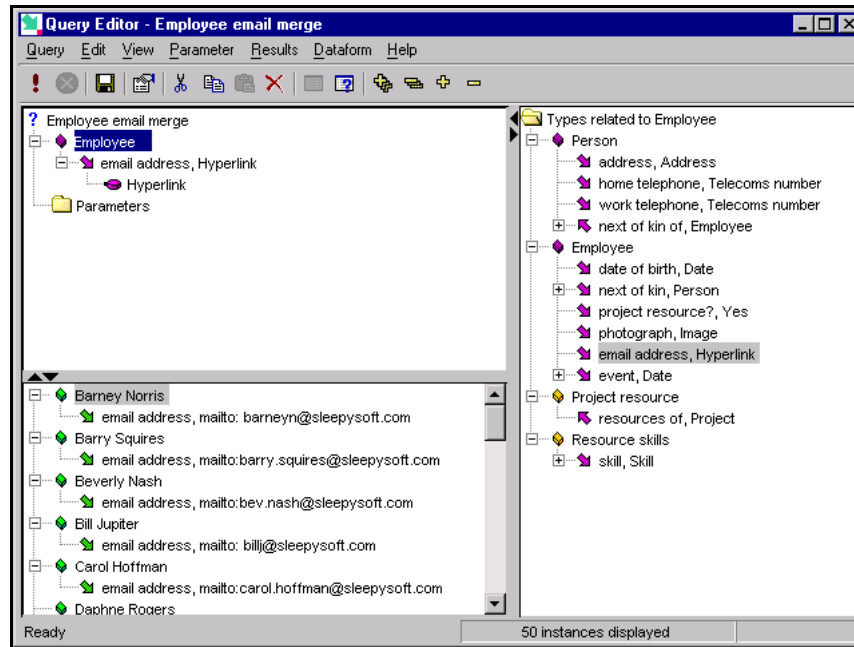 Query Editor - Employee email merge
Query Edit View Parameter Results Dataform Help
? Employee email merge
Employee
email address, Hyperlink
Hyperlink
Parameters
Barney Norris
email address, mailto: barneyn@sleepysoft.com
Barry Squires
email address, mailto:barry.squires@sleepysoft.com
Beverly Nash
email address, mailto:bev.nash@sleepysoft.com
Bill Jupiter
email address, mailto: billj@sleepysoft.com
Carol Hoffman
email address, mailto:carol.hoffman@sleepysoft.com
Daphne Rogers
Types related to Employee
Person
address, Address
home telephone, Telecoms number
work telephone, Telecoms number
next of kin of, Employee
Employee
date of birth, Date
next of kin, Person
project resource?, Yes
photograph, Image
email address, Hyperlink
event, Date
Project resource
resources of, Project
Resource skills
skill, Skill
Ready
50 instances displayed